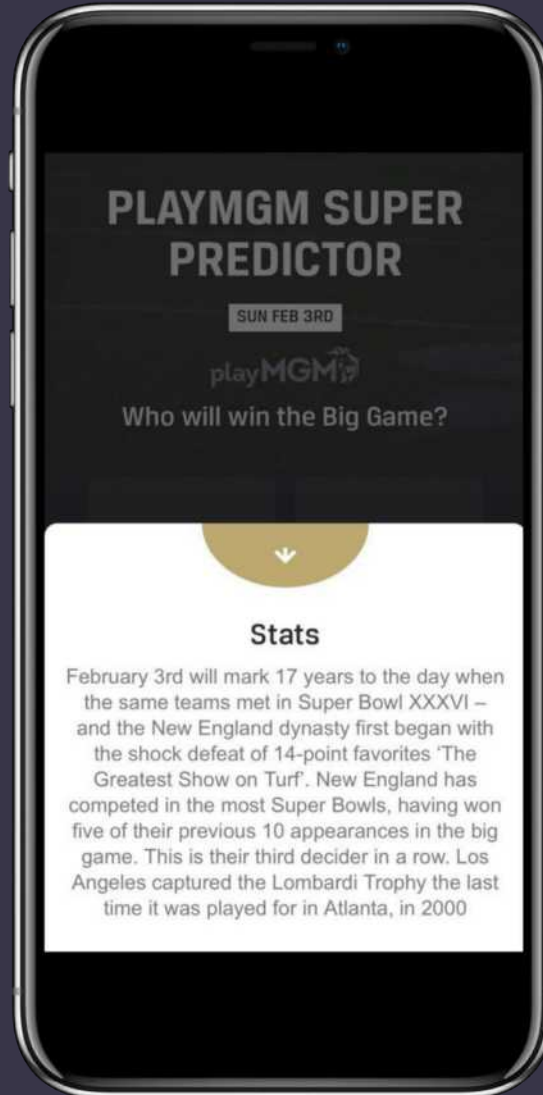 PLAYMGM SUPER
PREDICTOR
SUN FEB 3RD
playMGM
Who will win the Big Game?
Stats
February 3rd will mark 17 years to the day when
the same teams met in Super Bowl XXXVI –
and the New England dynasty first began with
the shock defeat of 14-point favorites ‘The
Greatest Show on Turf’. New England has
competed in the most Super Bowls, having won
five of their previous 10 appearances in the big
game. This is their third decider in a row. Los
Angeles captured the Lombardi Trophy the last
time it was played for in Atlanta, in 2000